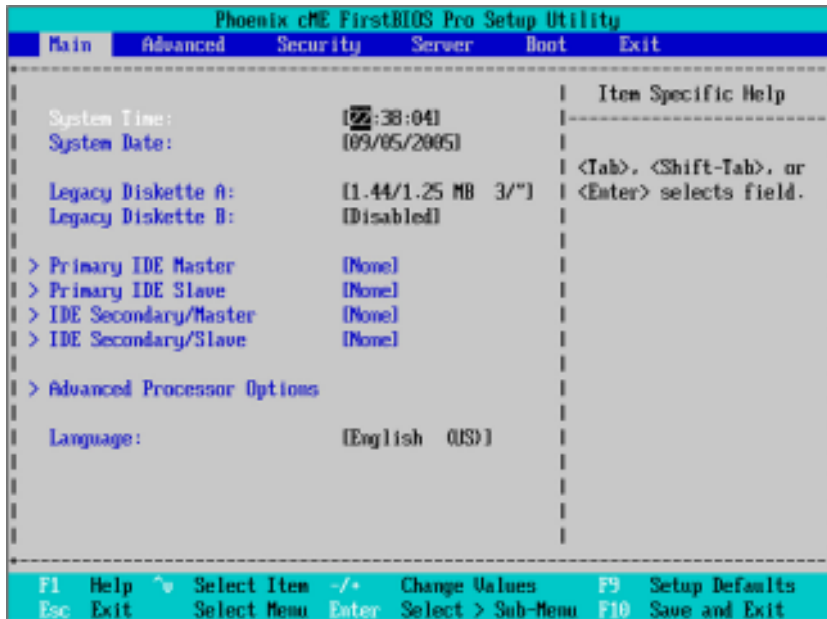 Phoenix cME FirstBIOS Pro Setup Utility
Main Advanced Security Server Boot Exit
Item Specific Help
System Time: [22:38:04]
System Date: [09/05/2005]
<Tab>, <Shift-Tab>, or
<Enter> selects field.
Legacy Diskette A: [1.44/1.25 MB 3/"]
Legacy Diskette B: [Disabled]
> Primary IDE Master [None]
> Primary IDE Slave [None]
> IDE Secondary/Master [None]
> IDE Secondary/Slave [None]
> Advanced Processor Options
Language: [English (US)]
F1 Help ^v Select Item -/+ Change Values F9 Setup Defaults
Esc Exit Select Menu Enter Select > Sub-Menu F10 Save and Exit